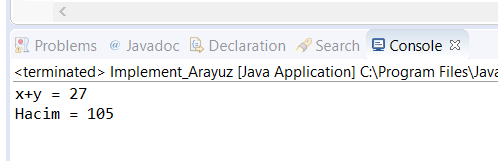 Problems @ Javadoc Declaration Search Console
<terminated> Implement_Arayuz [Java Application] C:\Program Files\Java
x+y = 27
Hacim = 105